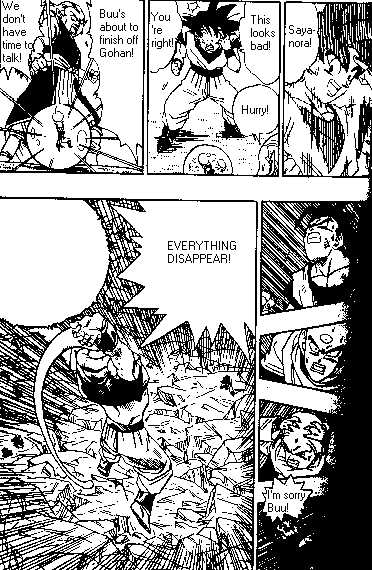 We
don't
have
time to
talk!
Buu's
about to
finish off
Gohan!
You
're
right!
This
looks
bad!
Hurry!
Saya-
nora!
EVERYTHING
DISAPPEAR!
I'm sorry
Buu!